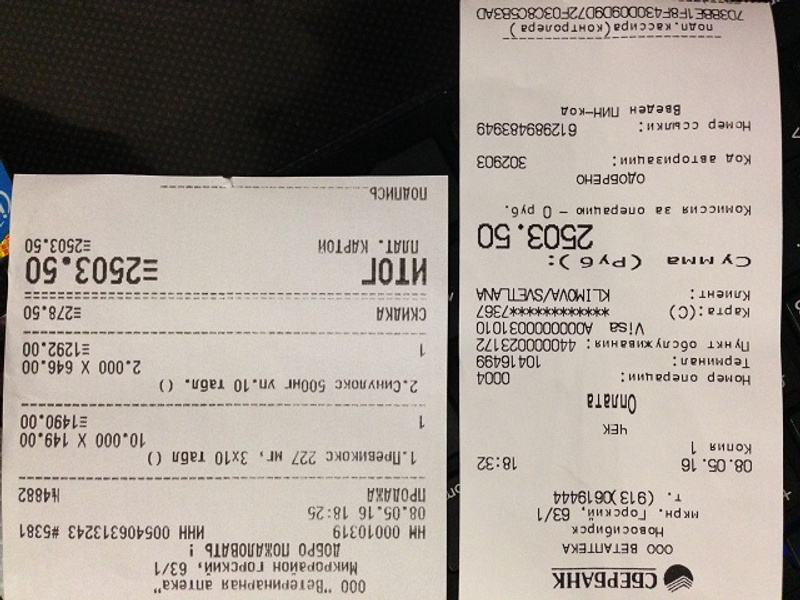 ООО "Ветеринарная аптека"
Микрорайон Горский, 63/1
ДОБРО ПОЖАЛОВАТЬ !
НМ 00010319 ИНН 005406313243 #5381
08.05.16 18:25
ПРОДАЖА №4882
1.Превикокс 227 мг, 3х10 табл ()
10.000 X 149.00
1 ≡1490.00
2.Синулокс 500мг уп.10 табл. ()
2.000 X 646.00
1 ≡1292.00
СКИДКА ≡278.50
ИТОГ ≡2503.50
ПЛАТ. КАРТОЙ ≡2503.50
ПОДПИСЬ
СБЕРБАНК
ООО ВЕТАПТЕКА
Новосибирск
мкрн. Горский, 63/1
т. (913)0619444
08.05.16 18:32
Копия 1
ЧЕК
Оплата
Номер операции: 0004
Терминал: 10416499
Пункт обслуживания: 440000023172
Visa A0000000031010
Карта:(C) ************7367
Клиент: KLIMOVA/SVETLANA
Сумма (Руб):
2503.50
Комиссия за операцию - 0 руб.
ОДОБРЕНО
Код авторизации: 302903
Номер ссылки: 612989483949
Введен ПИН-код
подп.кассира(контролера)